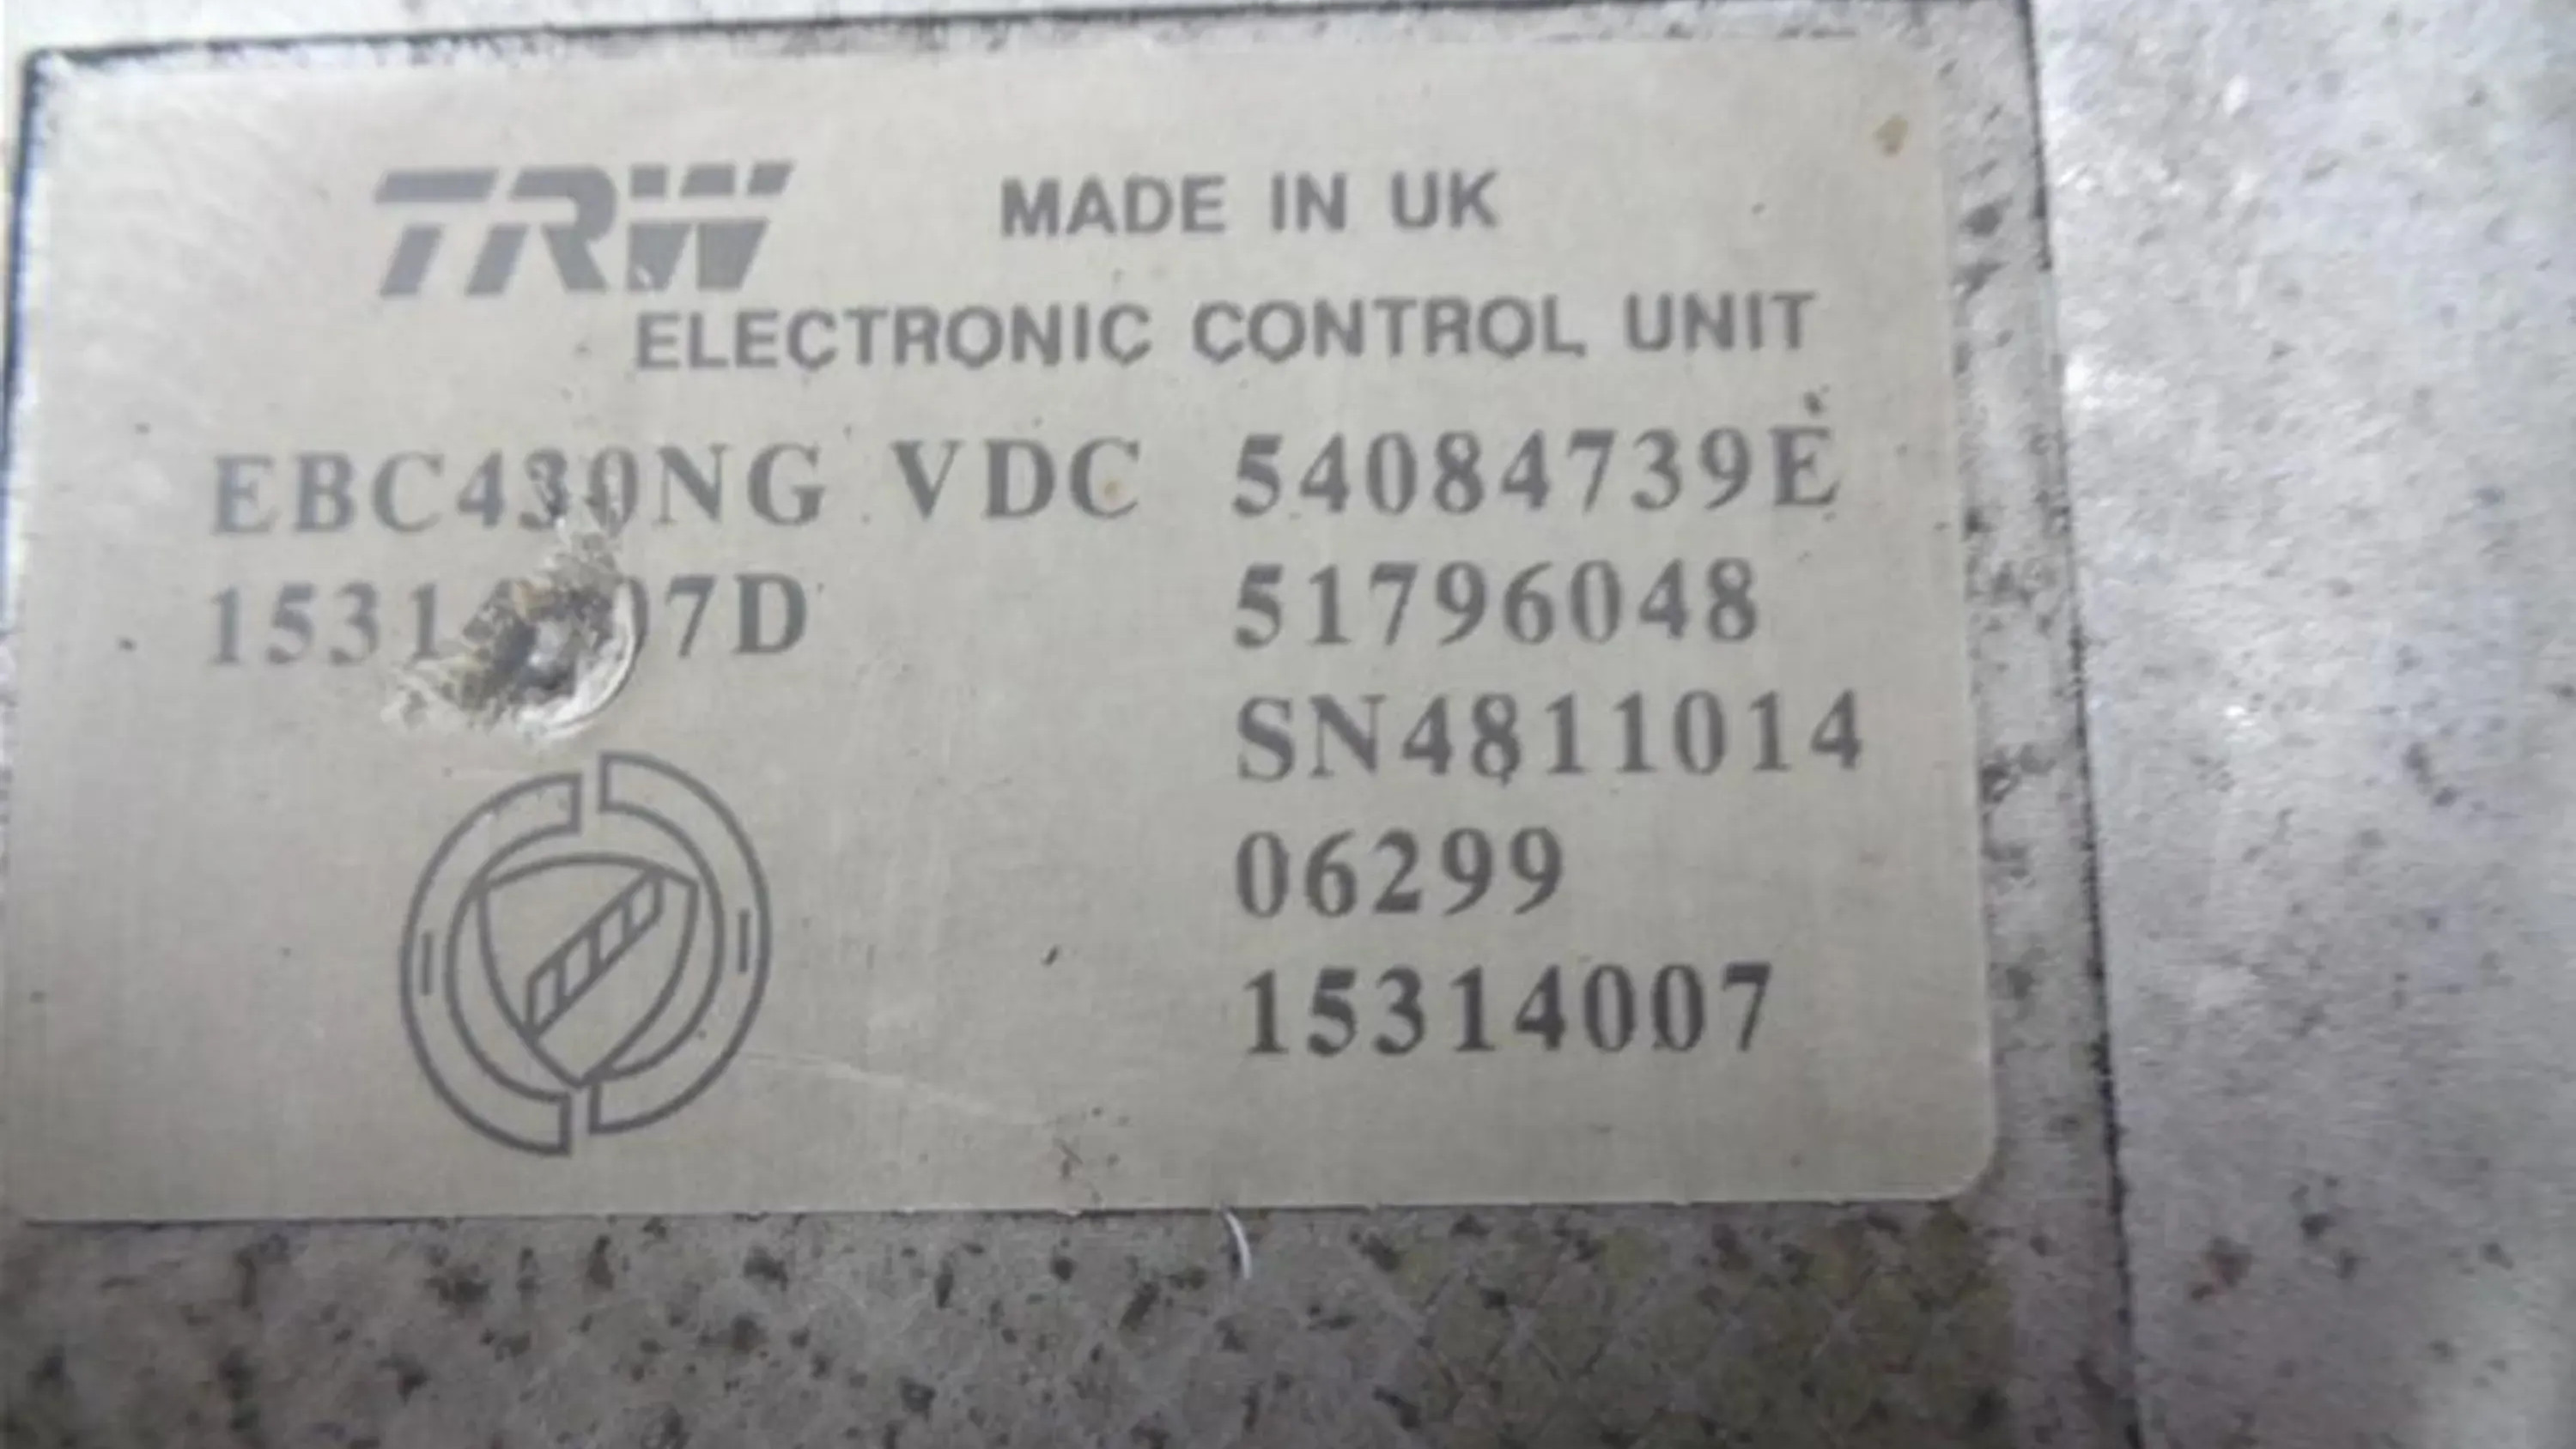 TRW MADE IN UK
ELECTRONIC CONTROL UNIT
EBC430NG VDC 54084739E
51796048
SN4811014
06299
15314007